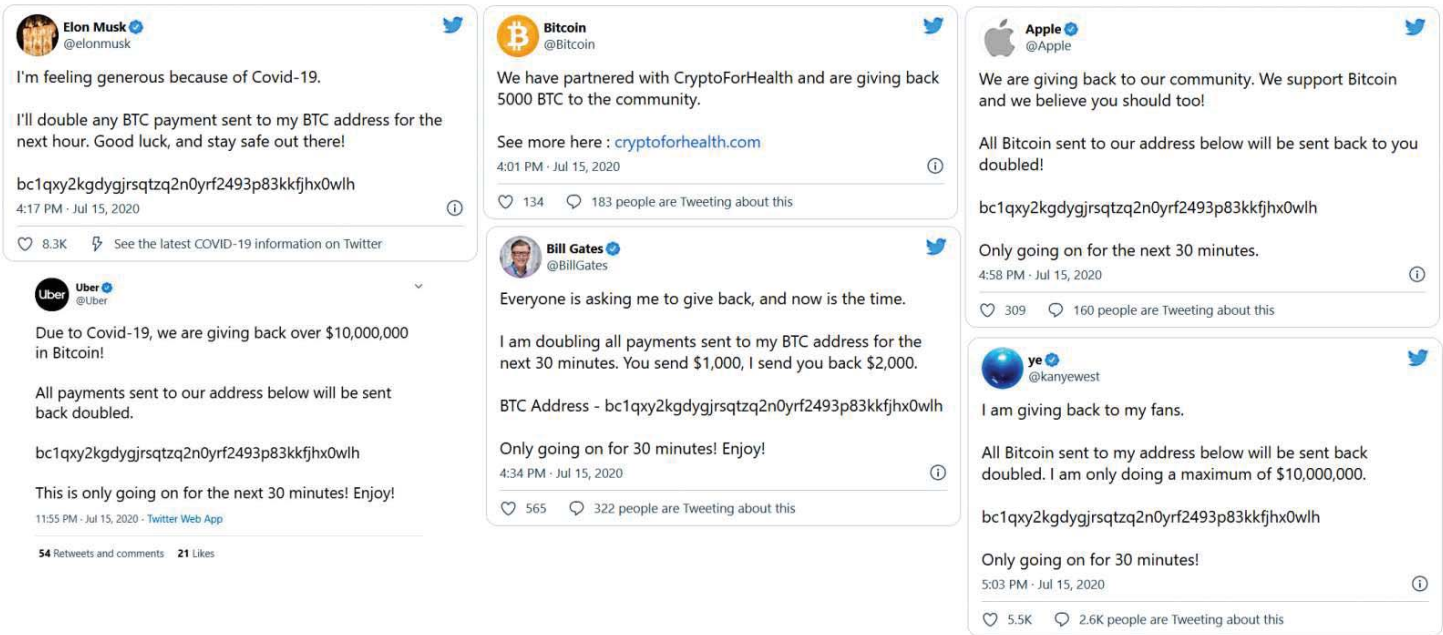 Elon Musk
@elonmusk
I'm feeling generous because of Covid-19.
I'll double any BTC payment sent to my BTC address for the
next hour. Good luck, and stay safe out there!
bc1qxy2kgdygjrsqtzq2n0yrf2493p83kkfjhx0wlh
4:17 PM · Jul 15, 2020
8.3K See the latest COVID-19 information on Twitter
Uber
Uber
@Uber
Due to Covid-19, we are giving back over $10,000,000
in Bitcoin!
All payments sent to our address below will be sent
back doubled.
bc1qxy2kgdygjrsqtzq2n0yrf2493p83kkfjhx0wlh
This is only going on for the next 30 minutes! Enjoy!
11:55 PM · Jul 15, 2020 · Twitter Web App
54 Retweets and comments 21 Likes
Bitcoin
@Bitcoin
We have partnered with CryptoForHealth and are giving back
5000 BTC to the community.
See more here : cryptoforhealth.com
4:01 PM · Jul 15, 2020
134 183 people are Tweeting about this
Bill Gates
@BillGates
Everyone is asking me to give back, and now is the time.
I am doubling all payments sent to my BTC address for the
next 30 minutes. You send $1,000, I send you back $2,000.
BTC Address - bc1qxy2kgdygjrsqtzq2n0yrf2493p83kkfjhx0wlh
Only going on for 30 minutes! Enjoy!
4:34 PM · Jul 15, 2020
565 322 people are Tweeting about this
Apple
@Apple
We are giving back to our community. We support Bitcoin
and we believe you should too!
All Bitcoin sent to our address below will be sent back to you
doubled!
bc1qxy2kgdygjrsqtzq2n0yrf2493p83kkfjhx0wlh
Only going on for the next 30 minutes.
4:58 PM · Jul 15, 2020
309 160 people are Tweeting about this
ye
@kanyewest
I am giving back to my fans.
All Bitcoin sent to my address below will be sent back
doubled. I am only doing a maximum of $10,000,000.
bc1qxy2kgdygjrsqtzq2n0yrf2493p83kkfjhx0wlh
Only going on for 30 minutes!
5:03 PM · Jul 15, 2020
5.5K 2.6K people are Tweeting about this